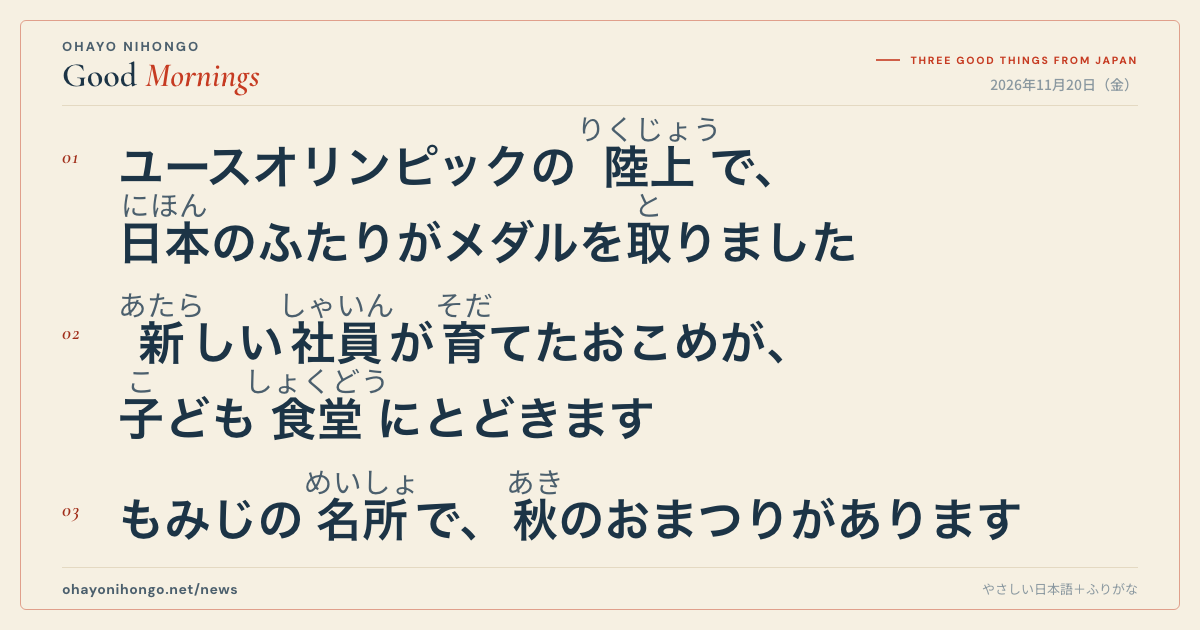 OHAYO NIHONGO
Good Mornings
THREE GOOD THINGS FROM JAPAN
2026年11月20日（金）
01
りくじょう
ユースオリンピックの陸上で、
にほん と
日本のふたりがメダルを取りました
02
あたら しゃいん そだ
新しい社員が育てたおこめが、
こ しょくどう
子ども食堂にとどきます
03
めいしょ あき
もみじの名所で、秋のおまつりがあります
ohayonihongo.net/news
やさしい日本語＋ふりがな